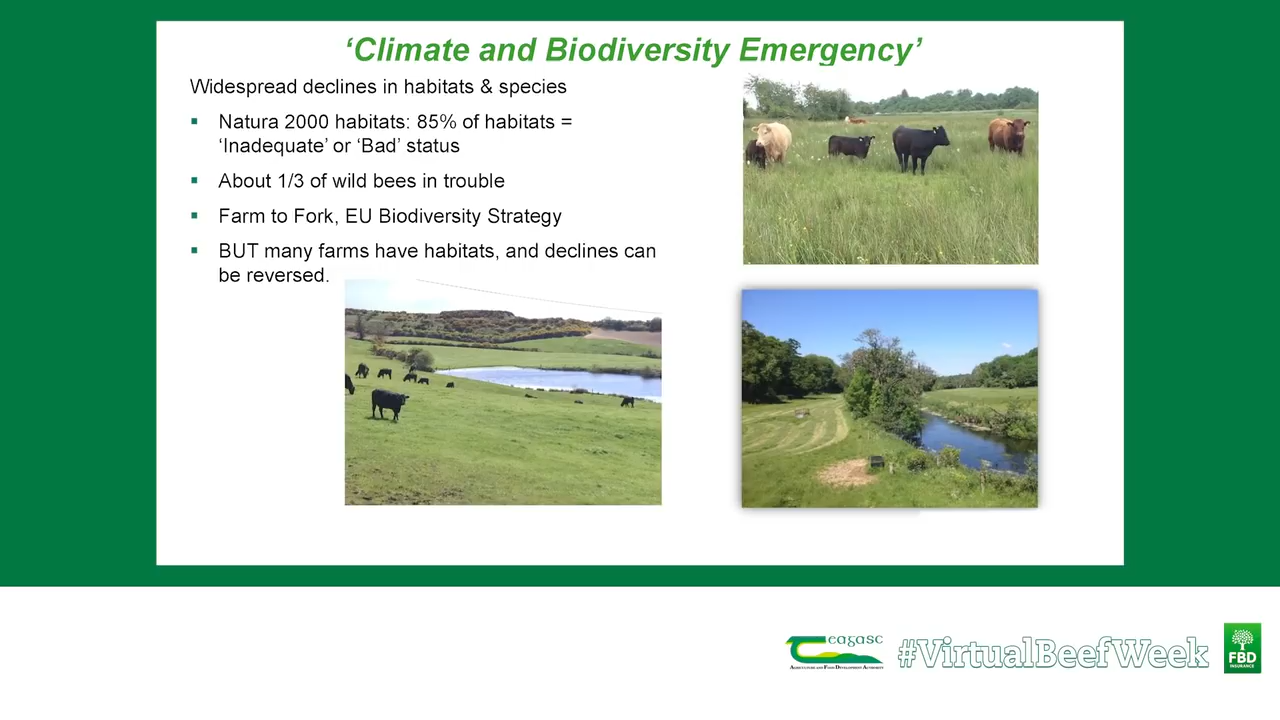 ‘Climate and Biodiversity Emergency’
Widespread declines in habitats & species
▪ Natura 2000 habitats: 85% of habitats =
‘Inadequate’ or ‘Bad’ status
▪ About 1/3 of wild bees in trouble
▪ Farm to Fork, EU Biodiversity Strategy
▪ BUT many farms have habitats, and declines can
be reversed.
teagasc
AGRICULTURE AND FOOD DEVELOPMENT AUTHORITY
#VirtualBeefWeek
FBD
INSURANCE